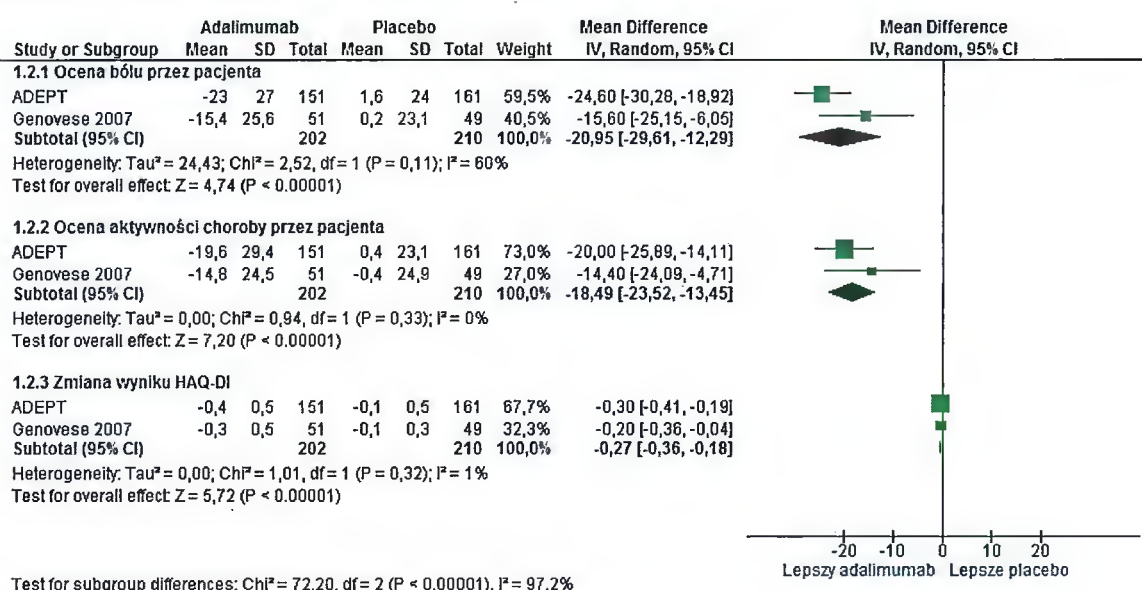 Adalimumab Placebo Mean Difference Mean Difference
Study or Subgroup Mean SD Total Mean SD Total Weight IV, Random, 95% CI IV, Random, 95% CI
1.2.1 Ocena bólu przez pacjenta
ADEPT -23 27 151 1,6 24 161 59,5% -24,60 [-30,28, -18,92]
Genovese 2007 -15,4 25,6 51 0,2 23,1 49 40,5% -15,60 [-25,15, -6,05]
Subtotal (95% CI) 202 210 100,0% -20,95 [-29,61, -12,29]
Heterogeneity: Tau² = 24,43; Chi² = 2,52, df = 1 (P = 0,11); I² = 60%
Test for overall effect: Z = 4,74 (P < 0.00001)
1.2.2 Ocena aktywności choroby przez pacjenta
ADEPT -19,6 29,4 151 0,4 23,1 161 73,0% -20,00 [-25,89, -14,11]
Genovese 2007 -14,8 24,5 51 -0,4 24,9 49 27,0% -14,40 [-24,09, -4,71]
Subtotal (95% CI) 202 210 100,0% -18,49 [-23,52, -13,45]
Heterogeneity: Tau² = 0,00; Chi² = 0,94, df = 1 (P = 0,33); I² = 0%
Test for overall effect: Z = 7,20 (P < 0.00001)
1.2.3 Zmiana wyniku HAQ-DI
ADEPT -0,4 0,5 151 -0,1 0,5 161 67,7% -0,30 [-0,41, -0,19]
Genovese 2007 -0,3 0,5 51 -0,1 0,3 49 32,3% -0,20 [-0,36, -0,04]
Subtotal (95% CI) 202 210 100,0% -0,27 [-0,36, -0,18]
Heterogeneity: Tau² = 0,00; Chi² = 1,01, df = 1 (P = 0,32); I² = 1%
Test for overall effect: Z = 5,72 (P < 0.00001)
-20 -10 0 10 20
Lepszy adalimumab Lepsze placebo
Test for subgroup differences: Chi² = 72,20, df = 2 (P < 0.00001), I² = 97,2%